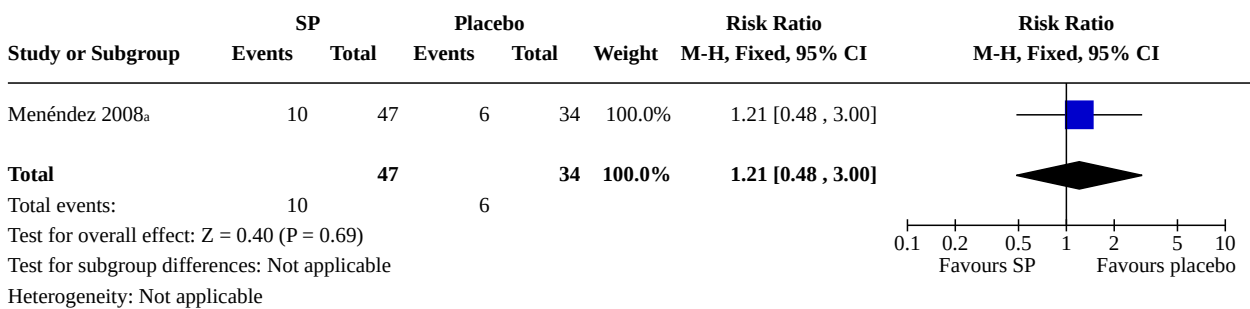 SP Placebo Risk Ratio Risk Ratio
Study or Subgroup Events Total Events Total Weight M-H, Fixed, 95% CI M-H, Fixed, 95% CI
Menéndez 2008a 10 47 6 34 100.0% 1.21 [0.48 , 3.00]
Total 47 34 100.0% 1.21 [0.48 , 3.00]
Total events: 10 6
Test for overall effect: Z = 0.40 (P = 0.69)
Test for subgroup differences: Not applicable
Heterogeneity: Not applicable
0.1 0.2 0.5 1 2 5 10
Favours SP Favours placebo